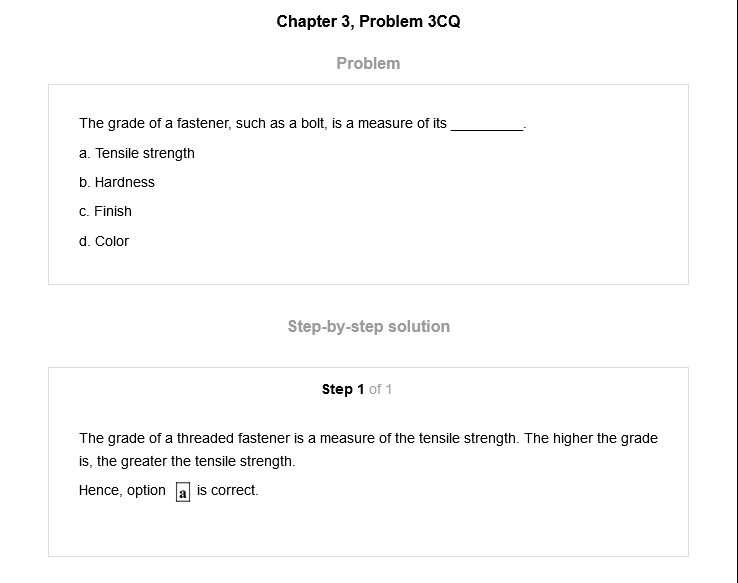 Chapter 3, Problem 3CQ
Problem
The grade of a fastener, such as a bolt, is a measure of its _________.
a. Tensile strength
b. Hardness
c. Finish
d. Color
Step-by-step solution
Step 1 of 1
The grade of a threaded fastener is a measure of the tensile strength. The higher the grade
is, the greater the tensile strength.
Hence, option a is correct.